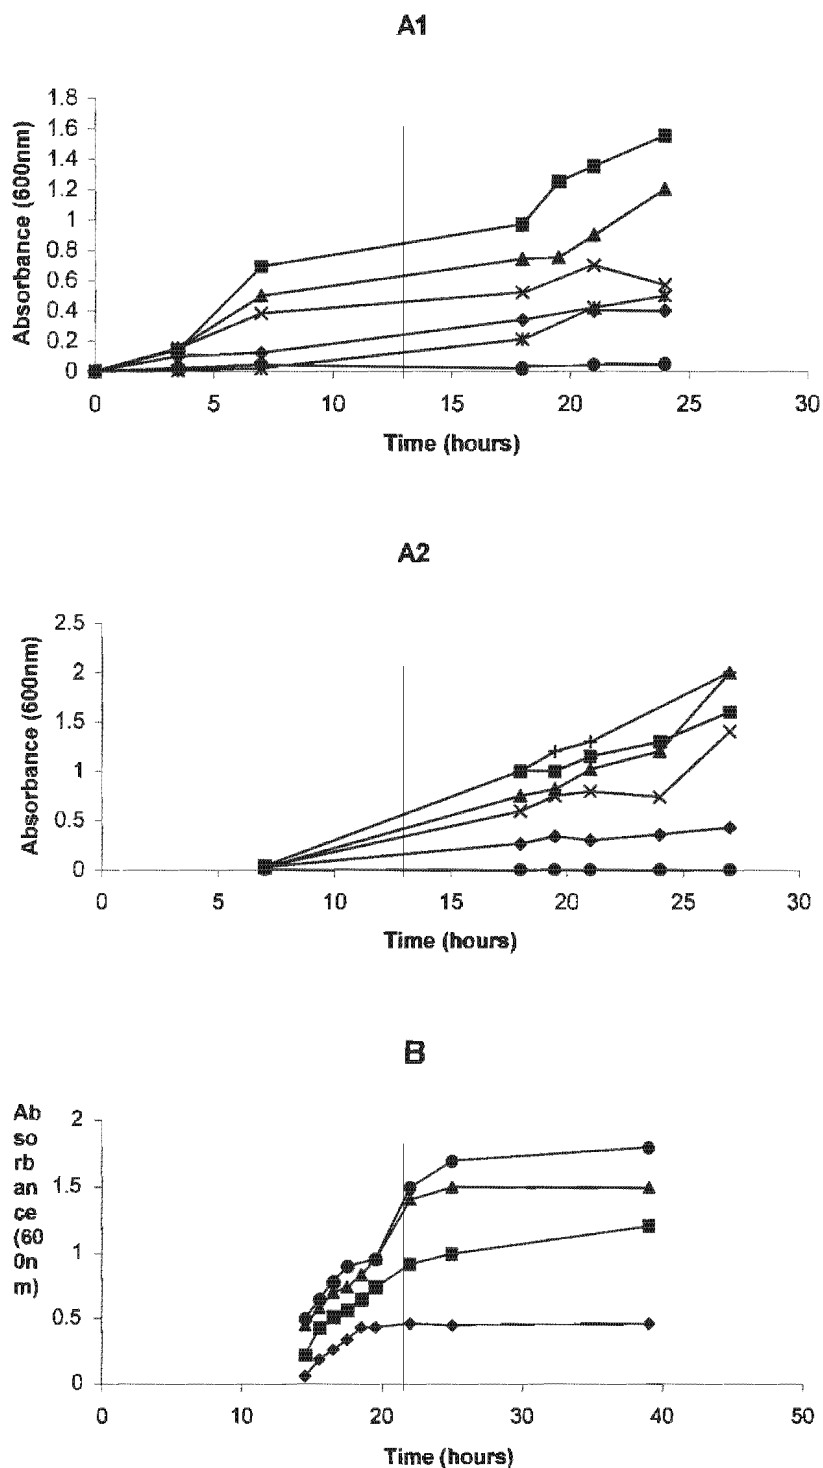 A1
Absorbance (600nm)
1.8
1.6
1.4
1.2
1
0.8
0.6
0.4
0.2
0
0 5 10 15 20 25 30
Time (hours)
A2
Absorbance (600nm)
2.5
2
1.5
1
0.5
0
0 5 10 15 20 25 30
Time (hours)
B
Ab
so
rb
an
ce
(60
0n
m)
2
1.5
1
0.5
0
0 10 20 30 40 50
Time (hours)